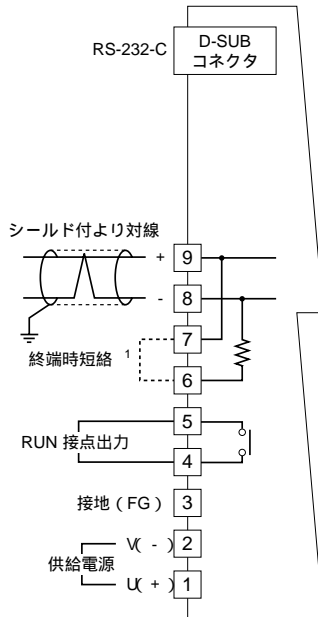 RS-232-C
D-SUB
コネクタ
シールド付より対線
+ 9
- 8
7
終端時短絡 1
6
5
RUN 接点出力
4
接地(FG) 3
V( - ) 2
供給電源
U( + ) 1